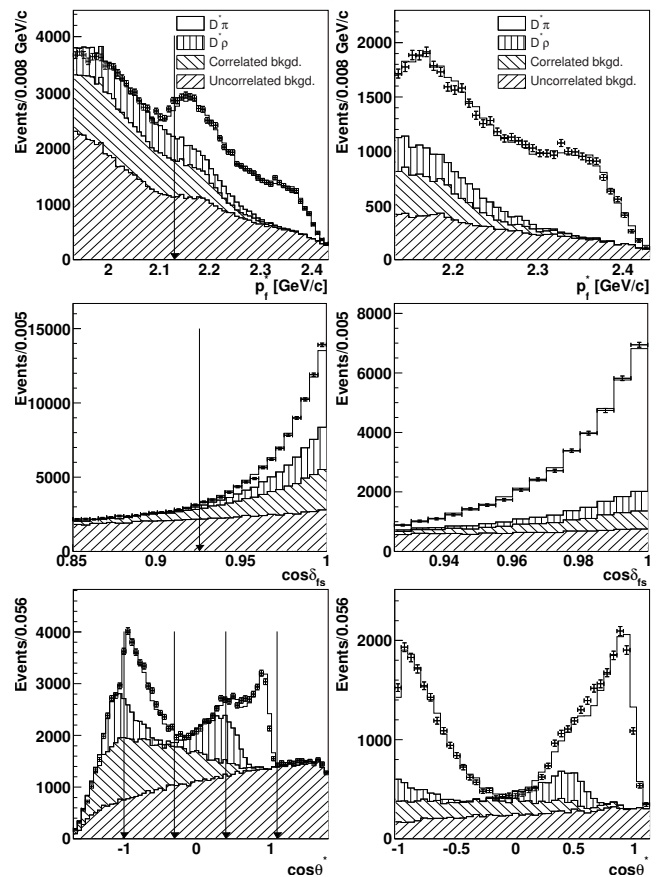 Events/0.008 GeV/c
4000
3000
2000
1000
0
D*π
D*ρ
Correlated bkgd.
Uncorrelated bkgd.
2 2.1 2.2 2.3 2.4
p*f [GeV/c]
Events/0.008 GeV/c
2000
1500
1000
500
0
D*π
D*ρ
Correlated bkgd.
Uncorrelated bkgd.
2.2 2.3 2.4
p*f [GeV/c]
Events/0.005
15000
10000
5000
0
0.85 0.9 0.95 1
cosδfs
Events/0.005
8000
6000
4000
2000
0
0.94 0.96 0.98 1
cosδfs
Events/0.056
4000
3000
2000
1000
0
-1 0 1
cosθ*
Events/0.056
2000
1000
0
-1 -0.5 0 0.5 1
cosθ*